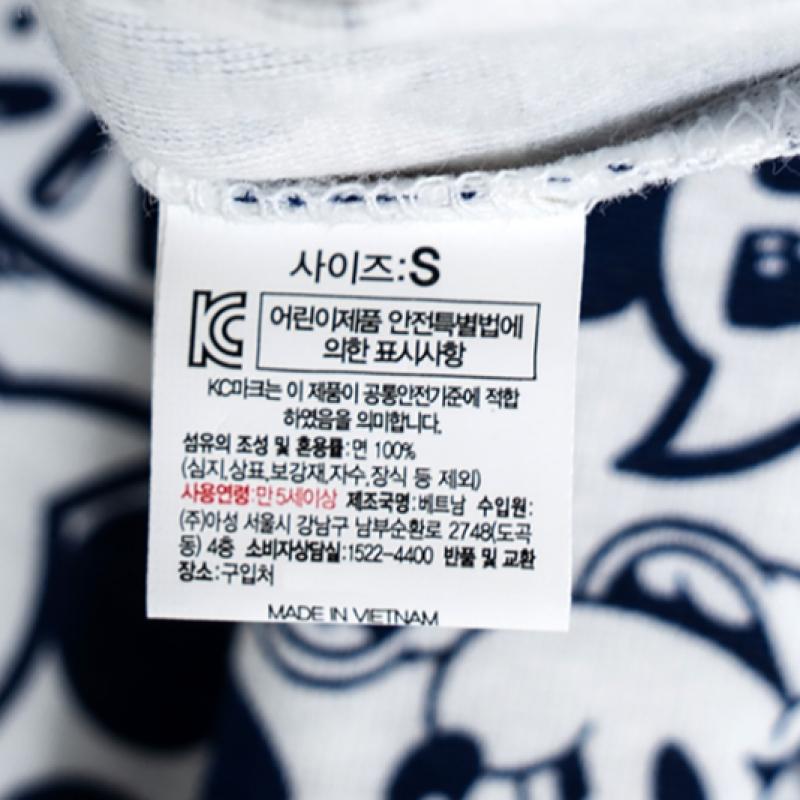 사이즈:S
KC
어린이제품 안전특별법에
의한 표시사항
KC마크는 이 제품이 공통안전기준에 적합
하였음을 의미합니다.
섬유의 조성 및 혼용률:면 100%
(심지,상표,보강재,자수,장식 등 제외)
사용연령:만5세이상 제조국명:베트남 수입원:
(주)아성 서울시 강남구 남부순환로 2748(도곡
동) 4층 소비자상담실:1522-4400 반품 및 교환
장소:구입처
MADE IN VIETNAM